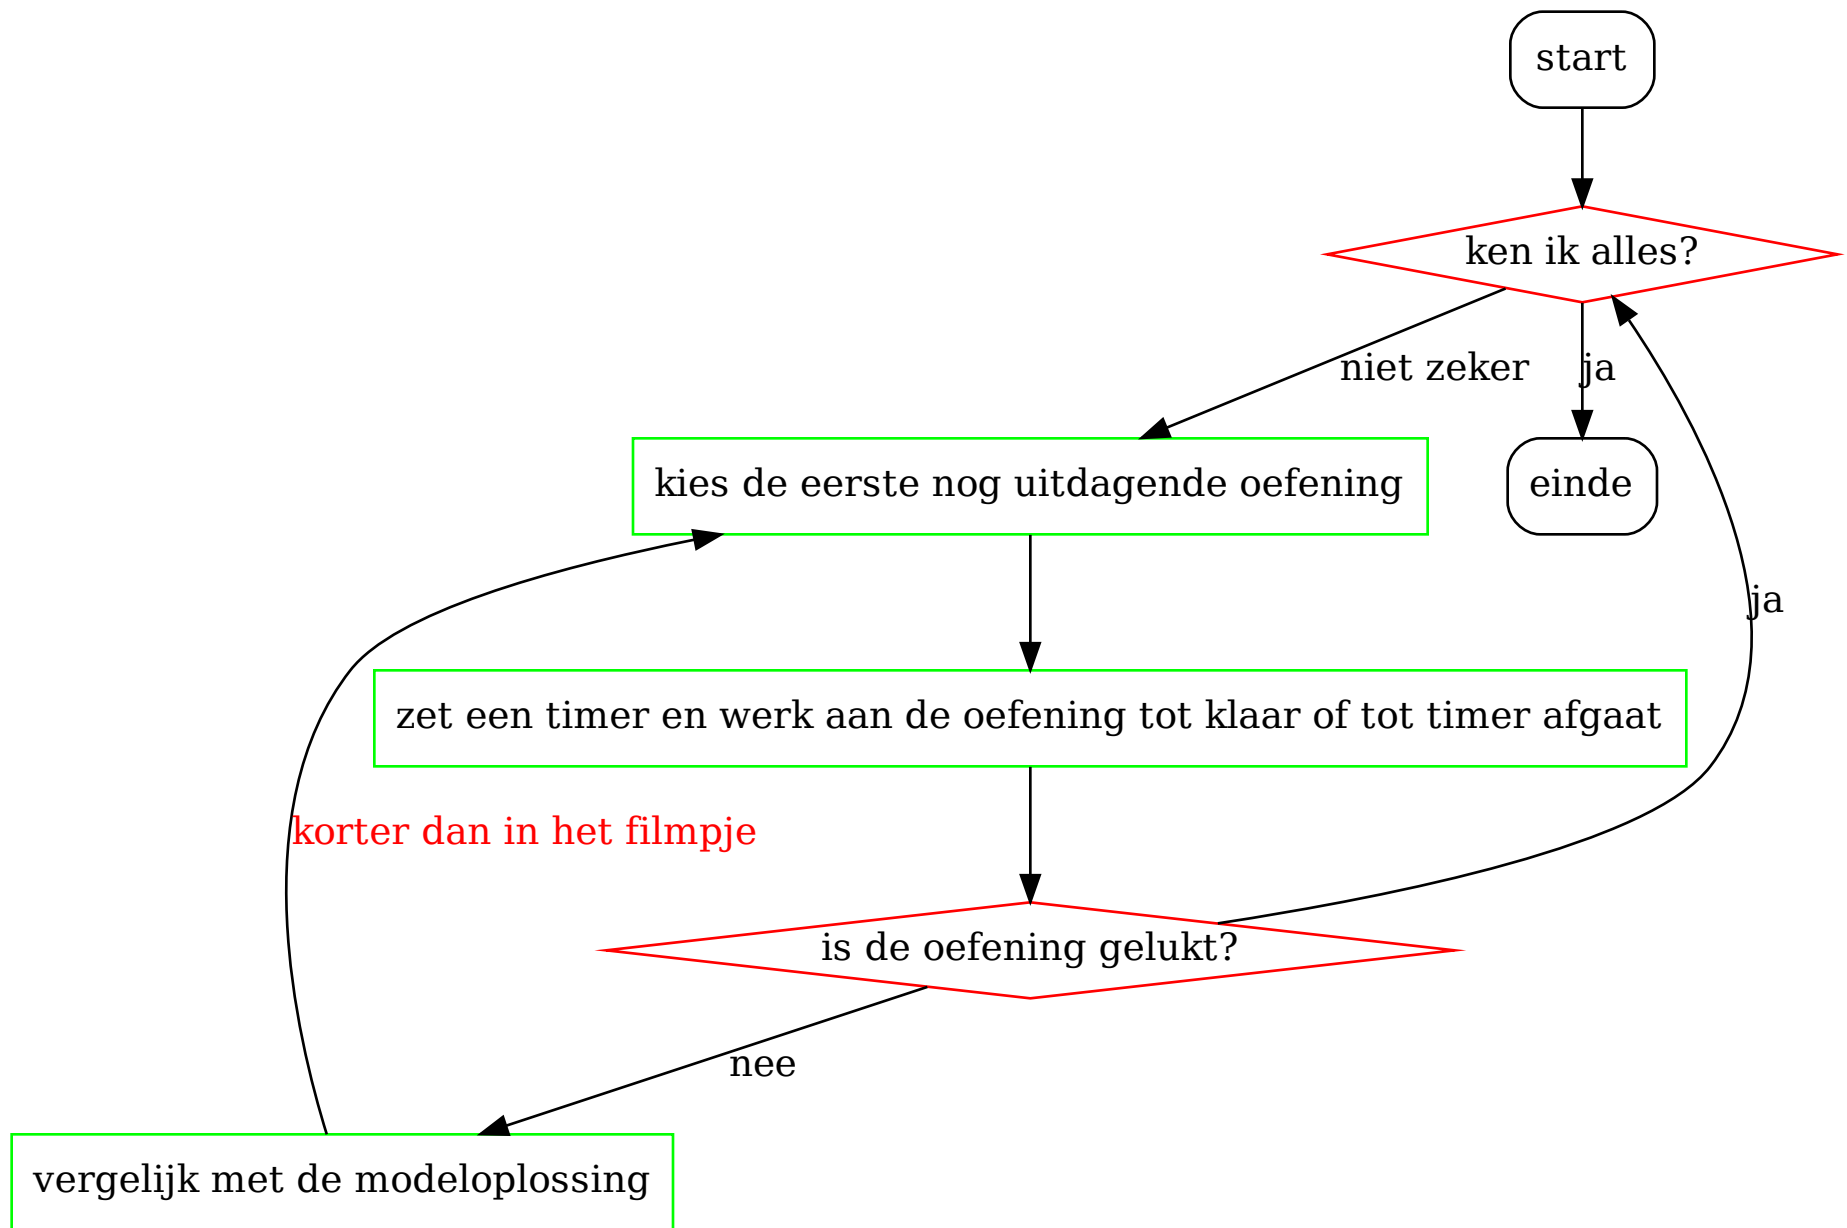 start
ken ik alles?
niet zeker
ja
kies de eerste nog uitdagende oefening
einde
ja
zet een timer en werk aan de oefening tot klaar of tot timer afgaat
korter dan in het filmpje
is de oefening gelukt?
nee
vergelijk met de modeloplossing